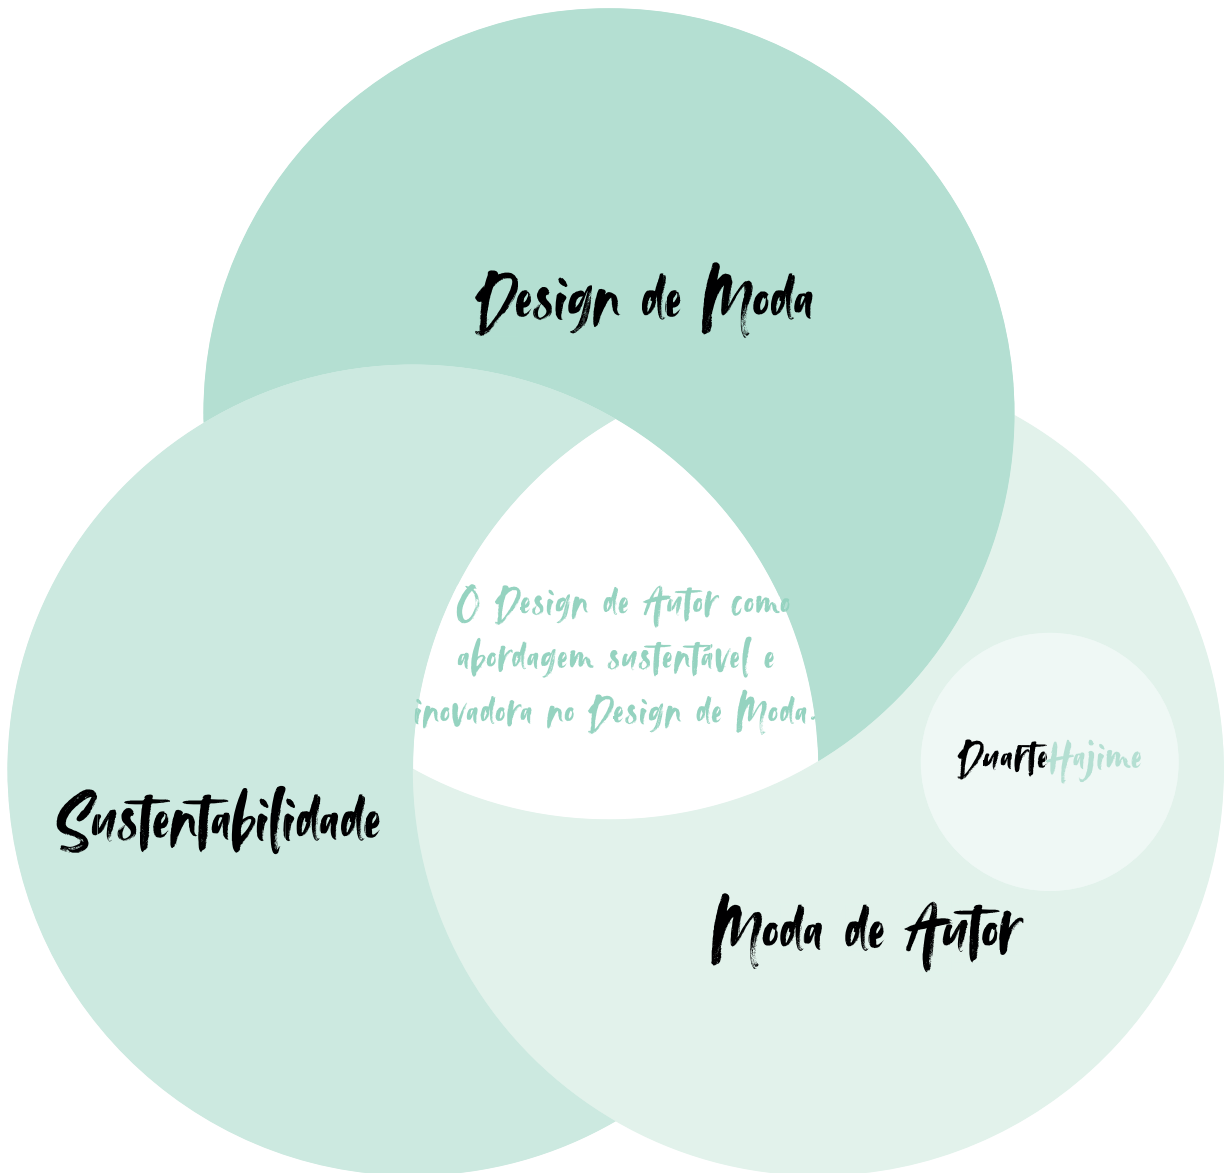 Design de Moda
O Design de Autor como
abordagem sustentável e
inovadora no Design de Moda.
DuarteHajime
Sustentabilidade
Moda de Autor